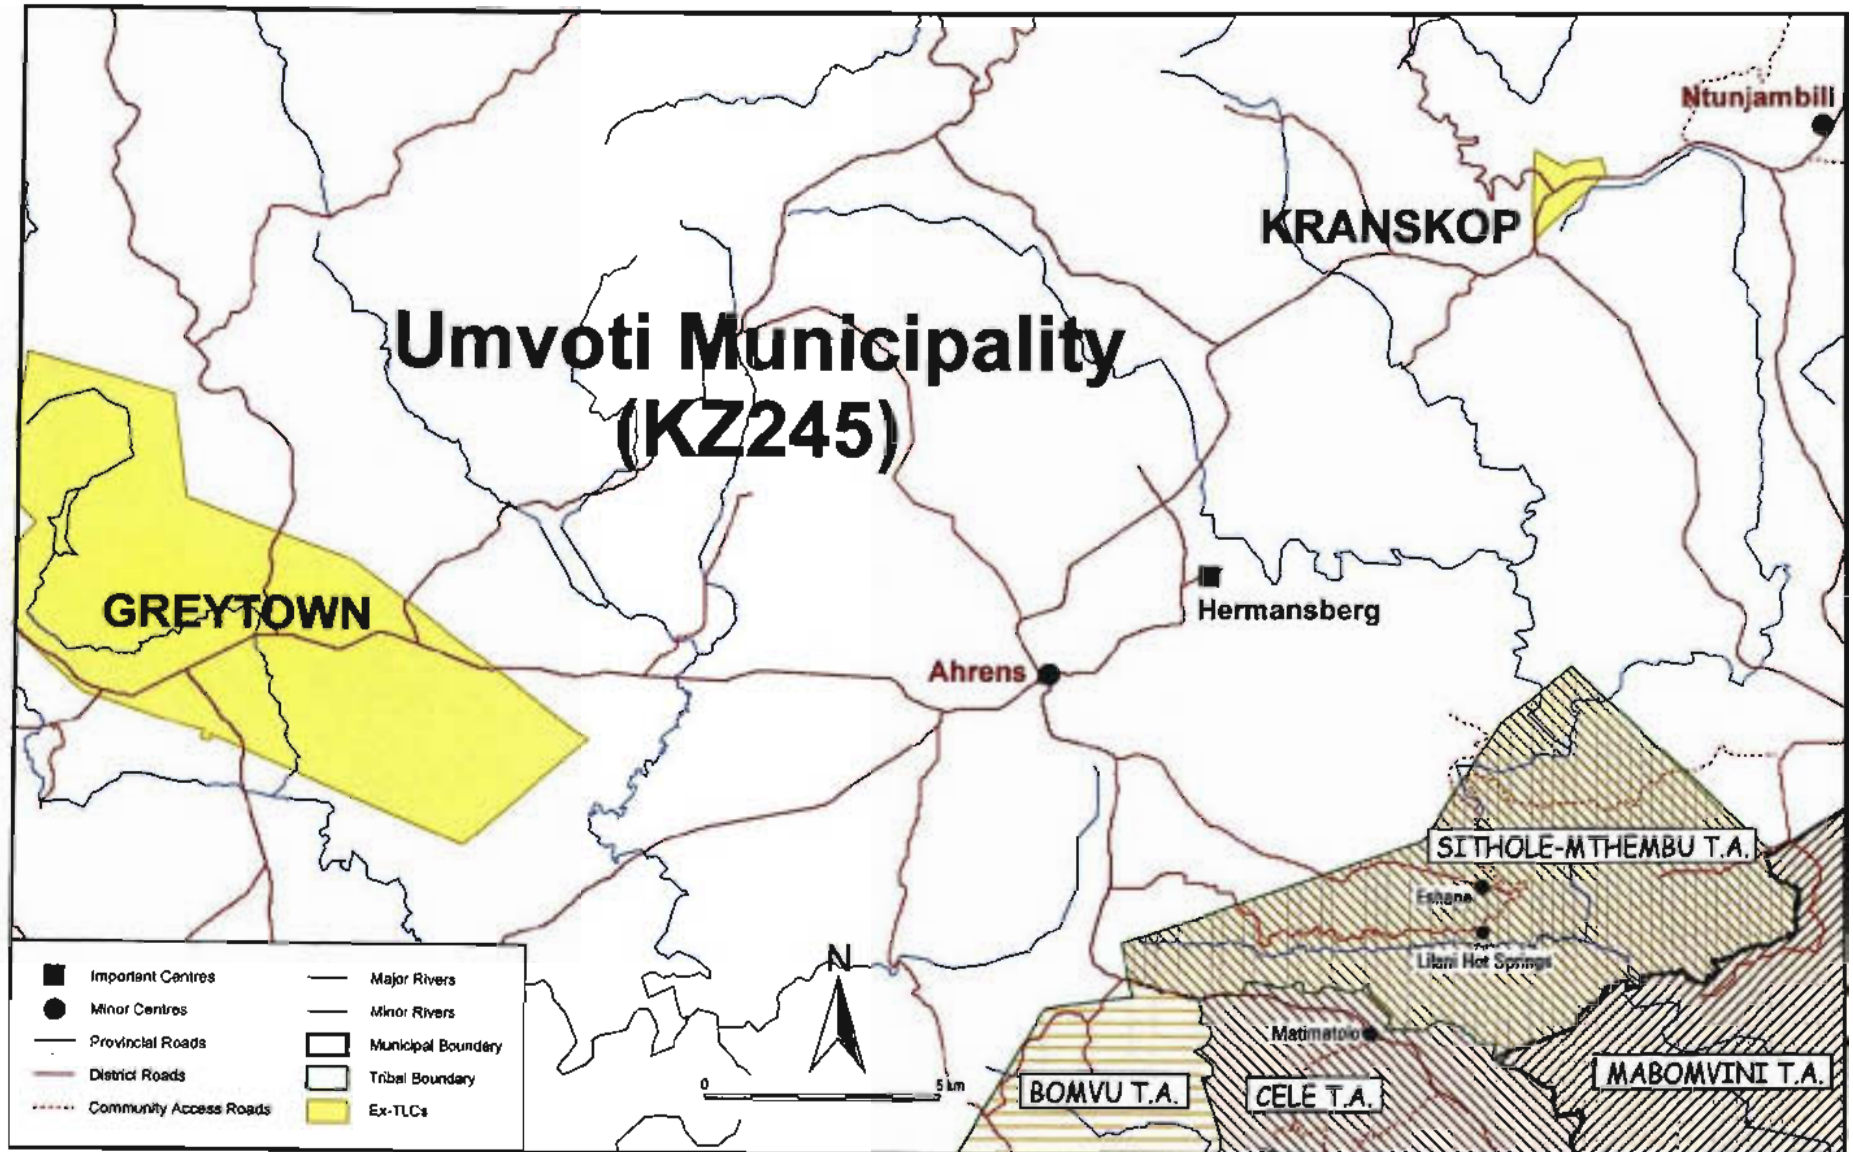 Ntunjambili
KRANSKOP
Umvoti Municipality
(KZ245)
GREYTOWN
Hermansberg
Ahrens
SITHOLE-MTHEMBU T.A.
Eshane
Lilani Hot Springs
Matimatolo
BOMVU T.A.
CELE T.A.
MABOMVINI T.A.
N
0 5 km
Important Centres
Minor Centres
Provincial Roads
District Roads
Community Access Roads
Major Rivers
Minor Rivers
Municipal Boundary
Tribal Boundary
Ex-TLCs